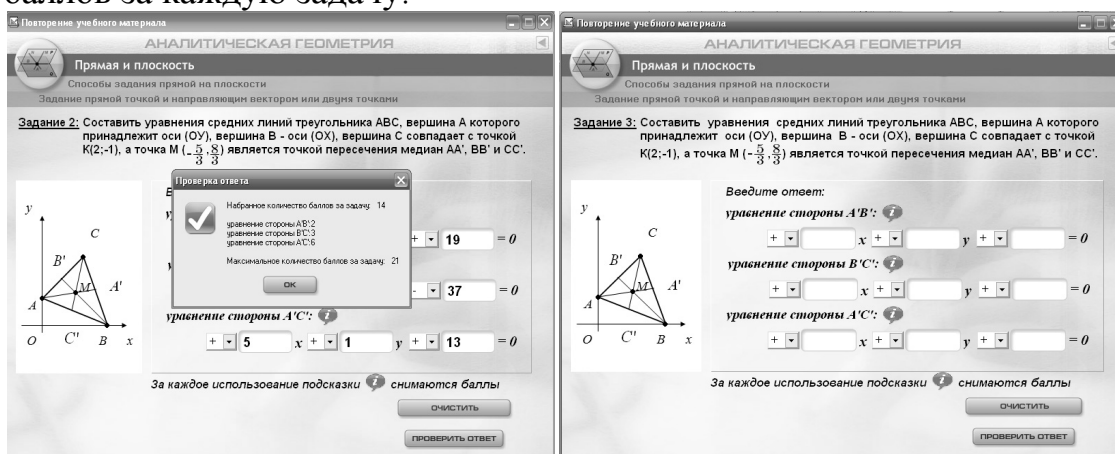 баллов за каждую задачу.
Повторение учебного материала
АНАЛИТИЧЕСКАЯ ГЕОМЕТРИЯ
Прямая и плоскость
Способы задания прямой на плоскости
Задание прямой точкой и направляющим вектором или двумя точками
Задание 2: Составить уравнения средних линий треугольника ABC, вершина A которого
принадлежит оси (ОУ), вершина B - оси (ОХ), вершина C совпадает с точкой
K(2;-1), а точка M (-5/3;8/3) является точкой пересечения медиан AA', BB' и CC'.
y
C
B'
M
A'
A
O
C'
B
x
Проверка ответа
Набранное количество баллов за задачу: 14
уравнение стороны A'B':2
уравнение стороны B'C':3
уравнение стороны A'C':6
Максимальное количество баллов за задачу: 21
ОК
+ 19 = 0
- 37 = 0
уравнение стороны A'C':
+ 5 x + 1 y + 13 = 0
За каждое использование подсказки снимаются баллы
ОЧИСТИТЬ
ПРОВЕРИТЬ ОТВЕТ
Повторение учебного материала
АНАЛИТИЧЕСКАЯ ГЕОМЕТРИЯ
Прямая и плоскость
Способы задания прямой на плоскости
Задание прямой точкой и направляющим вектором или двумя точками
Задание 3: Составить уравнения средних линий треугольника ABC, вершина A которого
принадлежит оси (ОУ), вершина B - оси (ОХ), вершина C совпадает с точкой
K(2;-1), а точка M (-5/3;8/3) является точкой пересечения медиан AA', BB' и CC'.
y
C
B'
M
A'
A
O
C'
B
x
Введите ответ:
уравнение стороны A'B':
+ x + y + = 0
уравнение стороны B'C':
+ x + y + = 0
уравнение стороны A'C':
+ x + y + = 0
За каждое использование подсказки снимаются баллы
ОЧИСТИТЬ
ПРОВЕРИТЬ ОТВЕТ